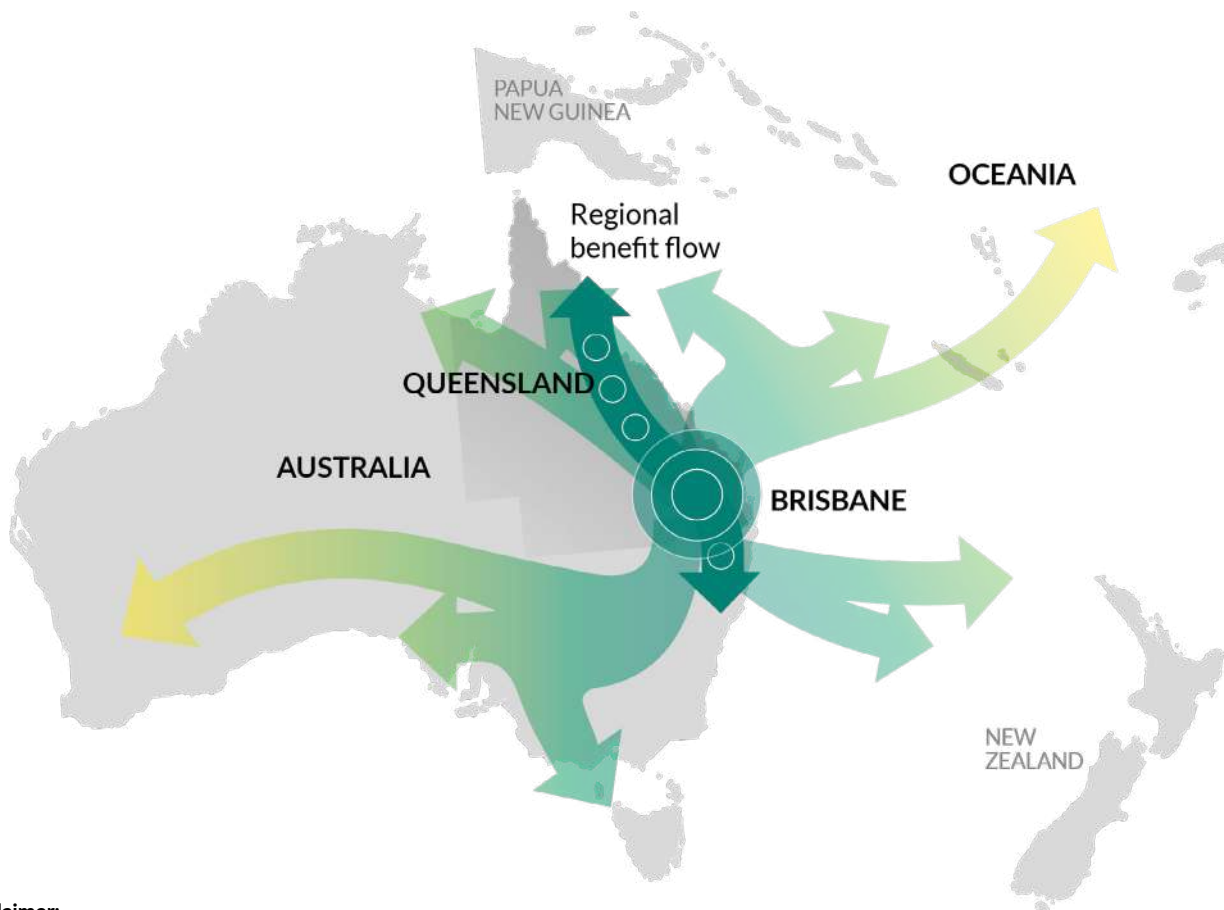 PAPUA
NEW GUINEA
OCEANIA
Regional
benefit flow
QUEENSLAND
AUSTRALIA
BRISBANE
NEW
ZEALAND